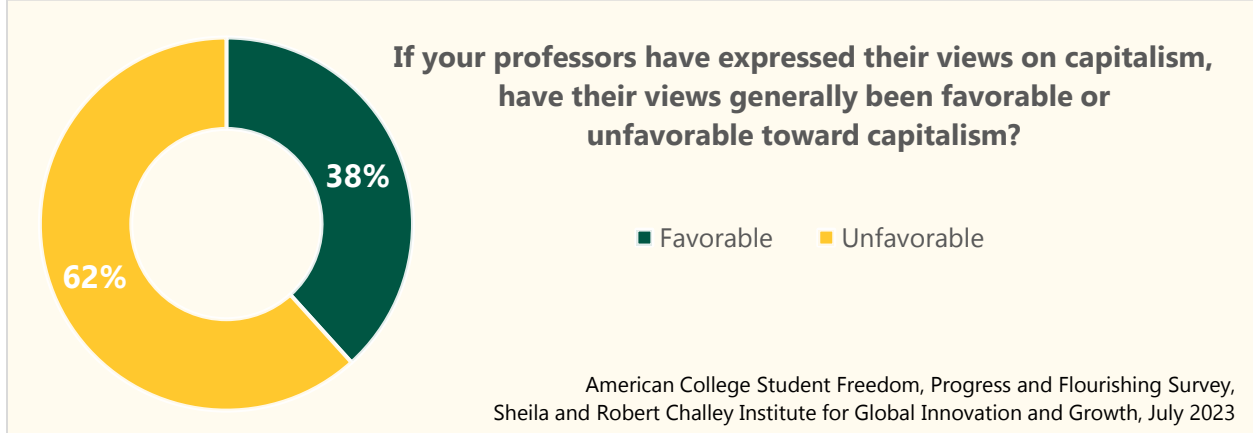 If your professors have expressed their views on capitalism,
have their views generally been favorable or
unfavorable toward capitalism?
38%
Favorable
Unfavorable
62%
American College Student Freedom, Progress and Flourishing Survey,
Sheila and Robert Challey Institute for Global Innovation and Growth, July 2023